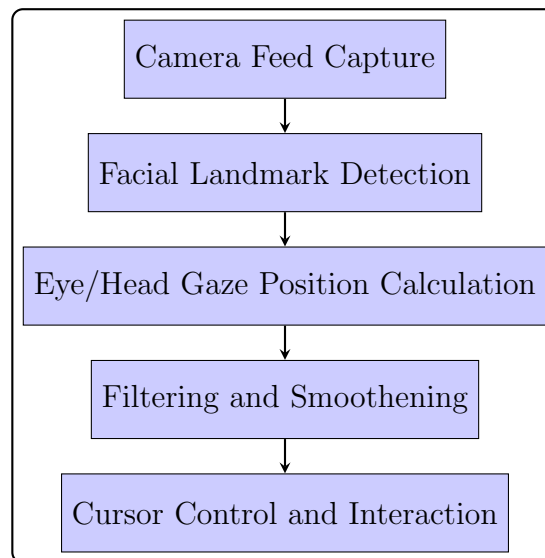 Camera Feed Capture
Facial Landmark Detection
Eye/Head Gaze Position Calculation
Filtering and Smoothening
Cursor Control and Interaction